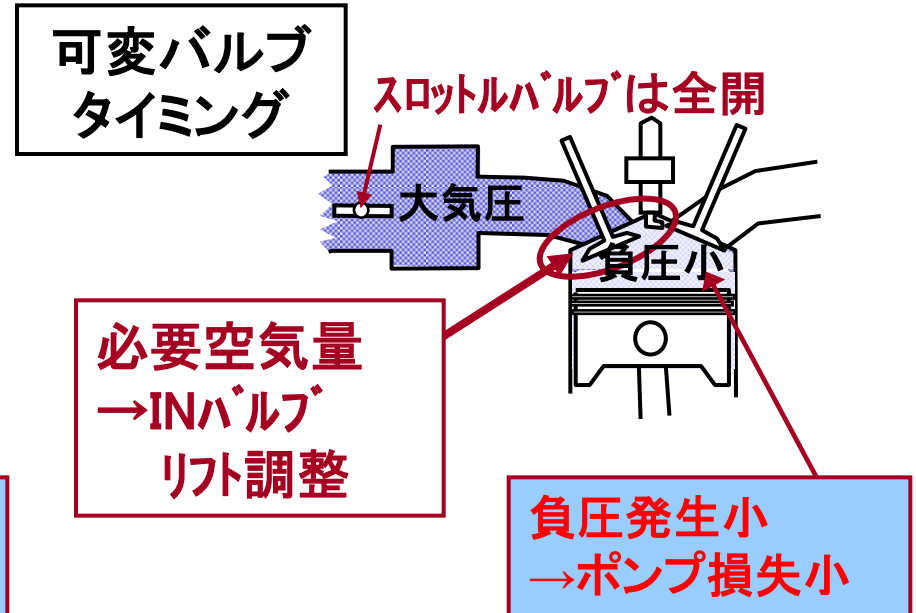 可変バルブ
タイミング
スロットルバルブは全開
大気圧
負圧小
必要空気量
→INバルブ
リフト調整
負圧発生小
→ポンプ損失小